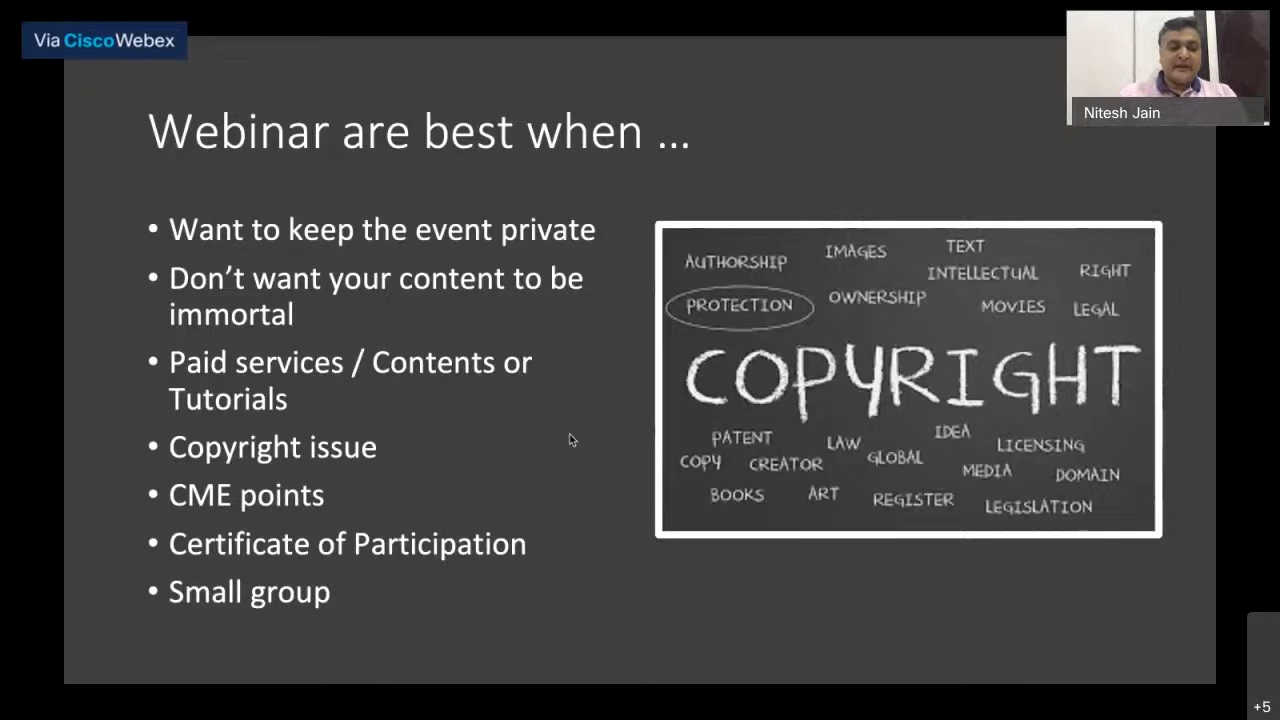 Via CiscoWebex
Nitesh Jain
Webinar are best when ...
• Want to keep the event private
• Don’t want your content to be
immortal
• Paid services / Contents or
Tutorials
• Copyright issue
• CME points
• Certificate of Participation
• Small group
AUTHORSHIP IMAGES TEXT
INTELLECTUAL RIGHT
PROTECTION OWNERSHIP MOVIES LEGAL
COPYRIGHT
PATENT LAW IDEA LICENSING
COPY CREATOR GLOBAL MEDIA DOMAIN
BOOKS ART REGISTER LEGISLATION
+5